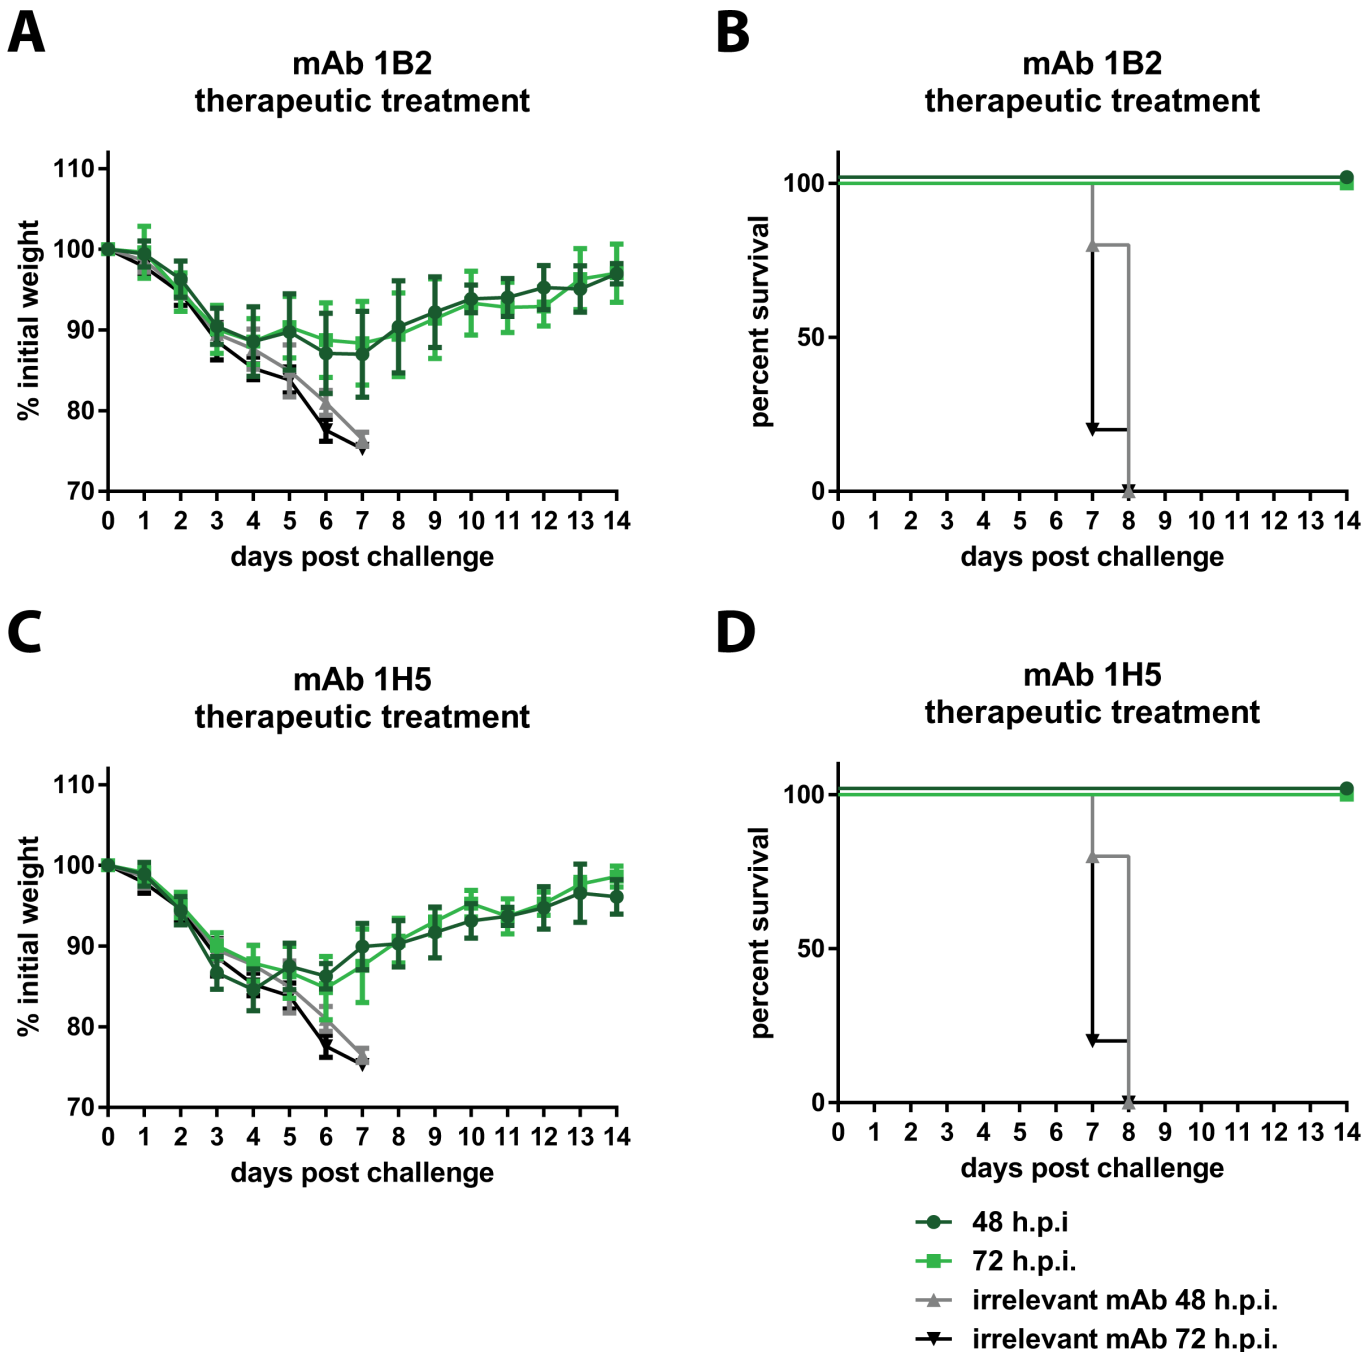 A
mAb 1B2
therapeutic treatment
% initial weight
110
100
90
80
70
0 1 2 3 4 5 6 7 8 9 10 11 12 13 14
days post challenge
B
mAb 1B2
therapeutic treatment
percent survival
100
50
0
0 1 2 3 4 5 6 7 8 9 10 11 12 13 14
days post challenge
C
mAb 1H5
therapeutic treatment
% initial weight
110
100
90
80
70
0 1 2 3 4 5 6 7 8 9 10 11 12 13 14
days post challenge
D
mAb 1H5
therapeutic treatment
percent survival
100
50
0
0 1 2 3 4 5 6 7 8 9 10 11 12 13 14
days post challenge
48 h.p.i
72 h.p.i.
irrelevant mAb 48 h.p.i.
irrelevant mAb 72 h.p.i.